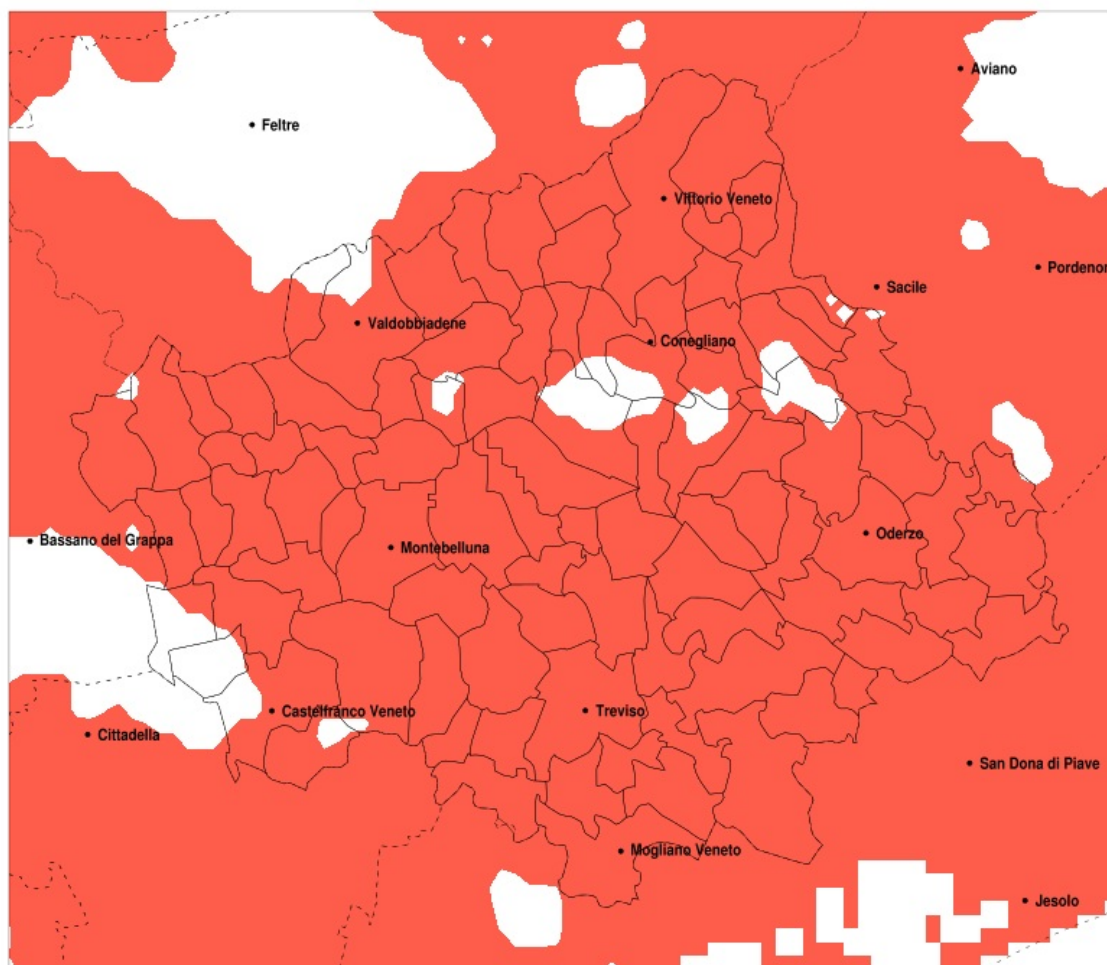 Aviano
Feltre
Vittorio Veneto
Pordenon
Sacile
Valdobbiadene
Conegliano
Oderzo
Bassano del Grappa
Montebelluna
Castelfranco Veneto
Treviso
Cittadella
San Dona di Piave
Mogliano Veneto
Jesolo